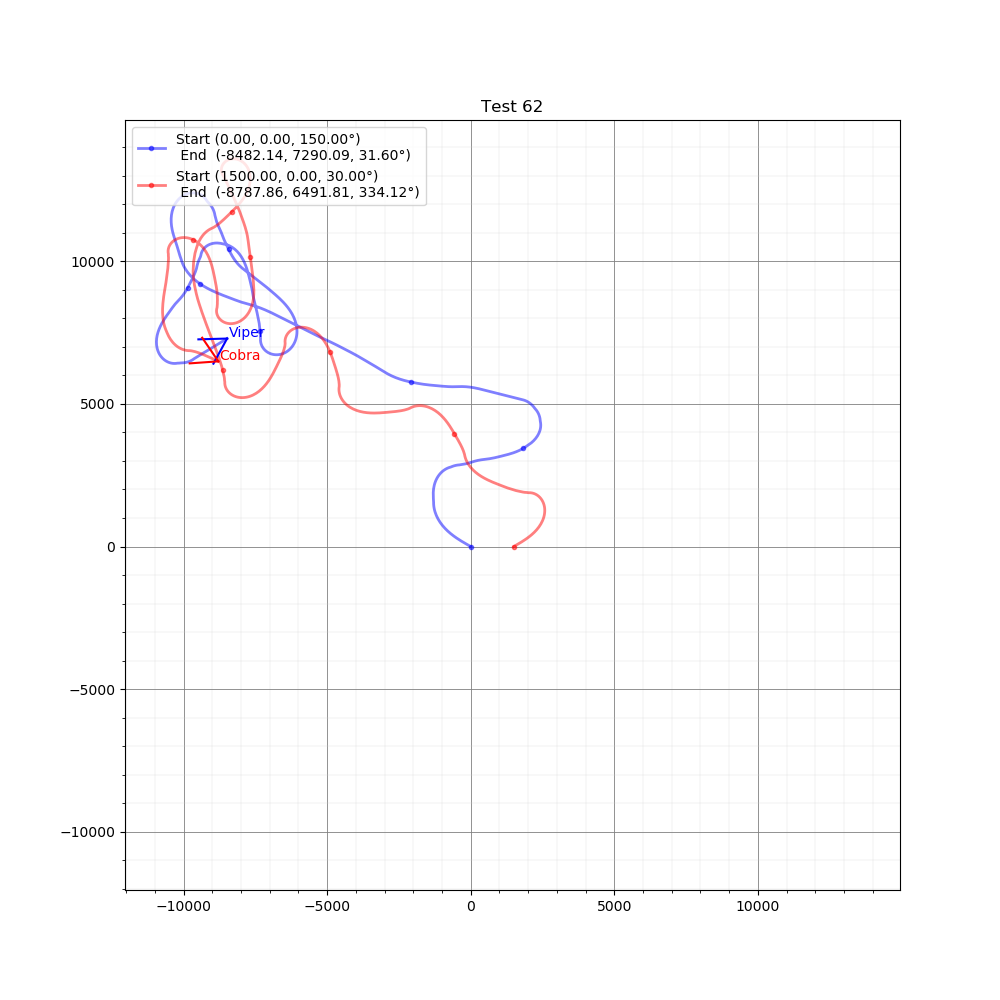 Test 62
Start (0.00, 0.00, 150.00°)
End (-8482.14, 7290.09, 31.60°)
Start (1500.00, 0.00, 30.00°)
End (-8787.86, 6491.81, 334.12°)
10000
5000
0
−5000
−10000
Viper
Cobra
−10000
−5000
0
5000
10000